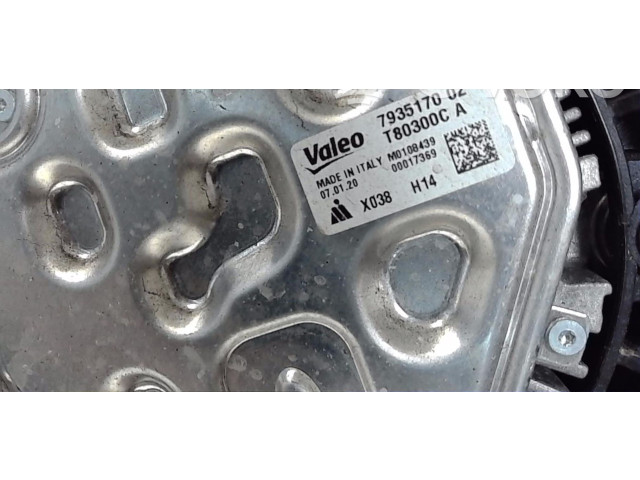 Valeo
7935170 02
T80300C A
MADE IN ITALY M0108439
07.01.20 00017369
X038 H14